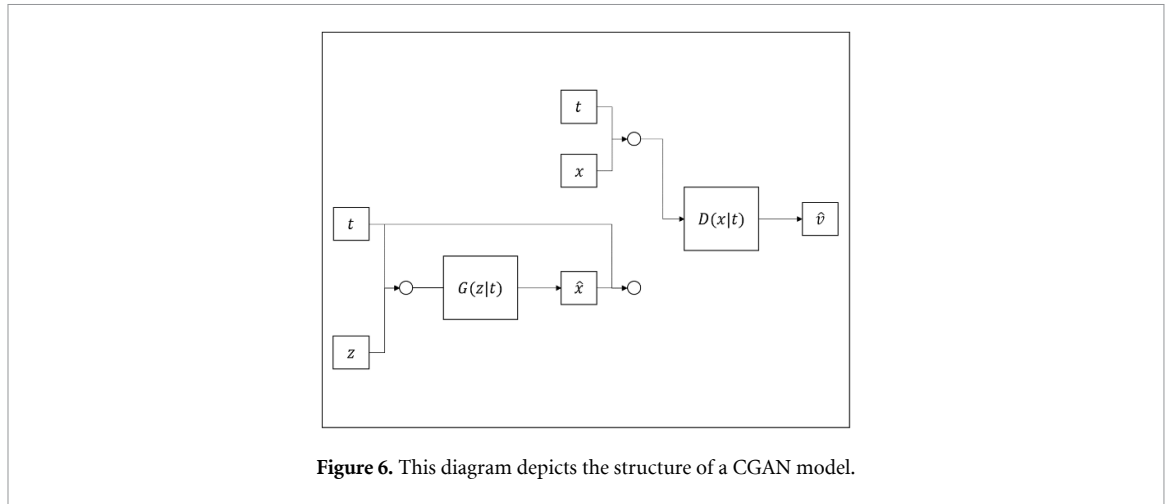 t
x
D(x|t)
v̂
t
G(z|t)
x̂
z
Figure 6. This diagram depicts the structure of a CGAN model.